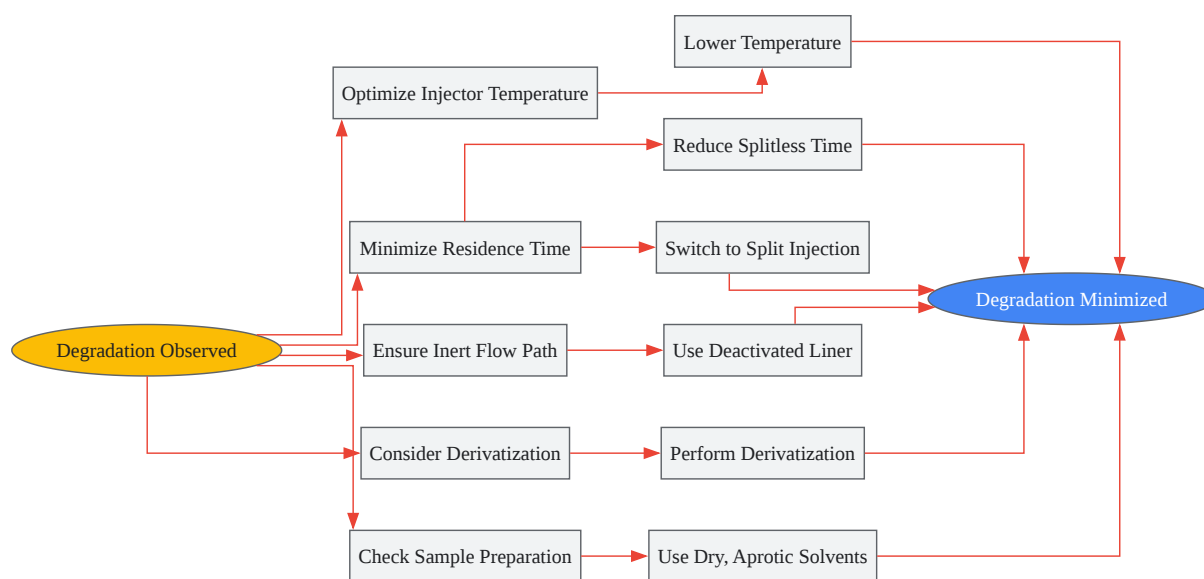 Lower Temperature
Optimize Injector Temperature
Reduce Splitless Time
Minimize Residence Time
Switch to Split Injection
Degradation Minimized
Degradation Observed
Ensure Inert Flow Path
Use Deactivated Liner
Consider Derivatization
Perform Derivatization
Check Sample Preparation
Use Dry, Aprotic Solvents